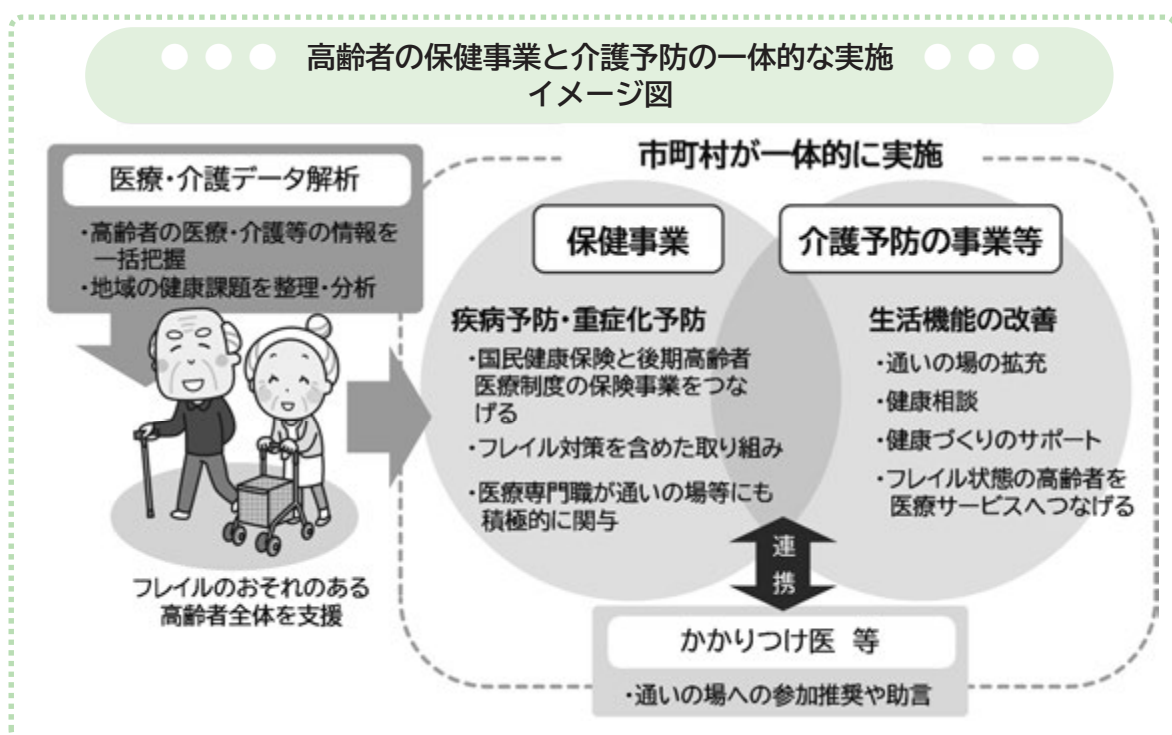 高齢者の保健事業と介護予防の一体的な実施
イメージ図
医療・介護データ解析
・高齢者の医療・介護等の情報を
一括把握
・地域の健康課題を整理・分析
フレイルのおそれのある
高齢者全体を支援
市町村が一体的に実施
保健事業
疾病予防・重症化予防
・国民健康保険と後期高齢者
医療制度の保険事業をつな
げる
・フレイル対策を含めた取り組み
・医療専門職が通いの場等にも
積極的に関与
介護予防の事業等
生活機能の改善
・通いの場の拡充
・健康相談
・健康づくりのサポート
・フレイル状態の高齢者を
医療サービスへつなげる
連
携
かかりつけ医 等
・通いの場への参加推奨や助言